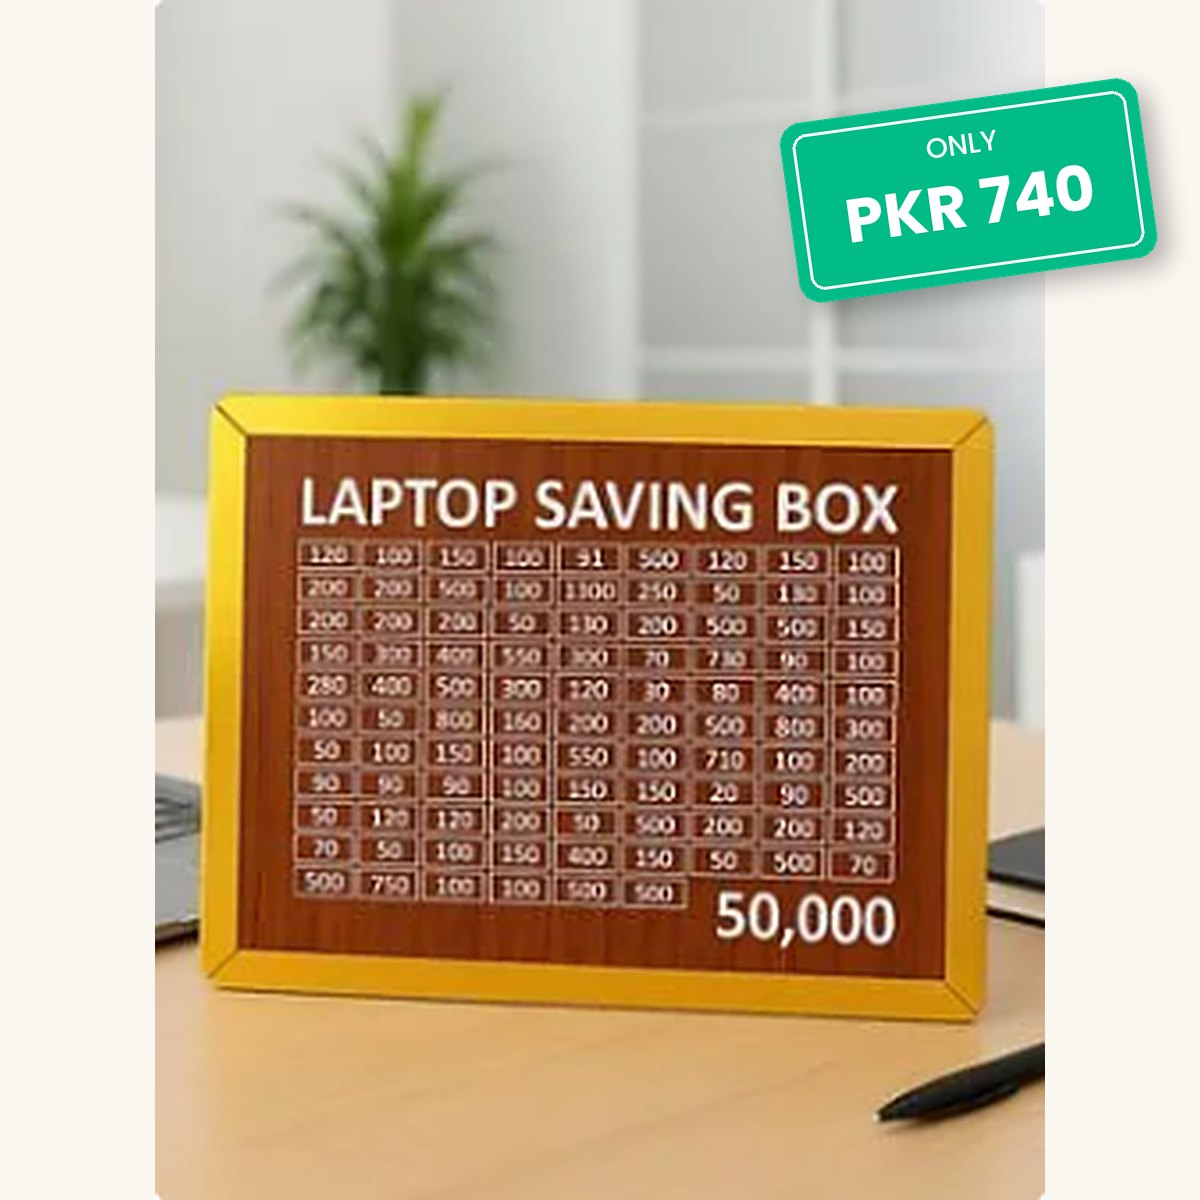 ONLY
PKR 740
LAPTOP SAVING BOX
120 100 150 100 91 500 120 150 100
200 200 500 100 1300 250 50 130 100
200 200 200 50 130 200 500 500 150
150 300 400 550 300 70 730 90 100
280 400 500 300 120 30 80 400 100
100 50 800 160 200 200 500 800 300
50 100 150 100 550 100 710 100 200
90 90 90 100 150 150 20 90 500
50 120 120 200 50 500 200 200 120
70 50 100 150 400 150 50 500 70
500 750 100 100 500 500
50,000